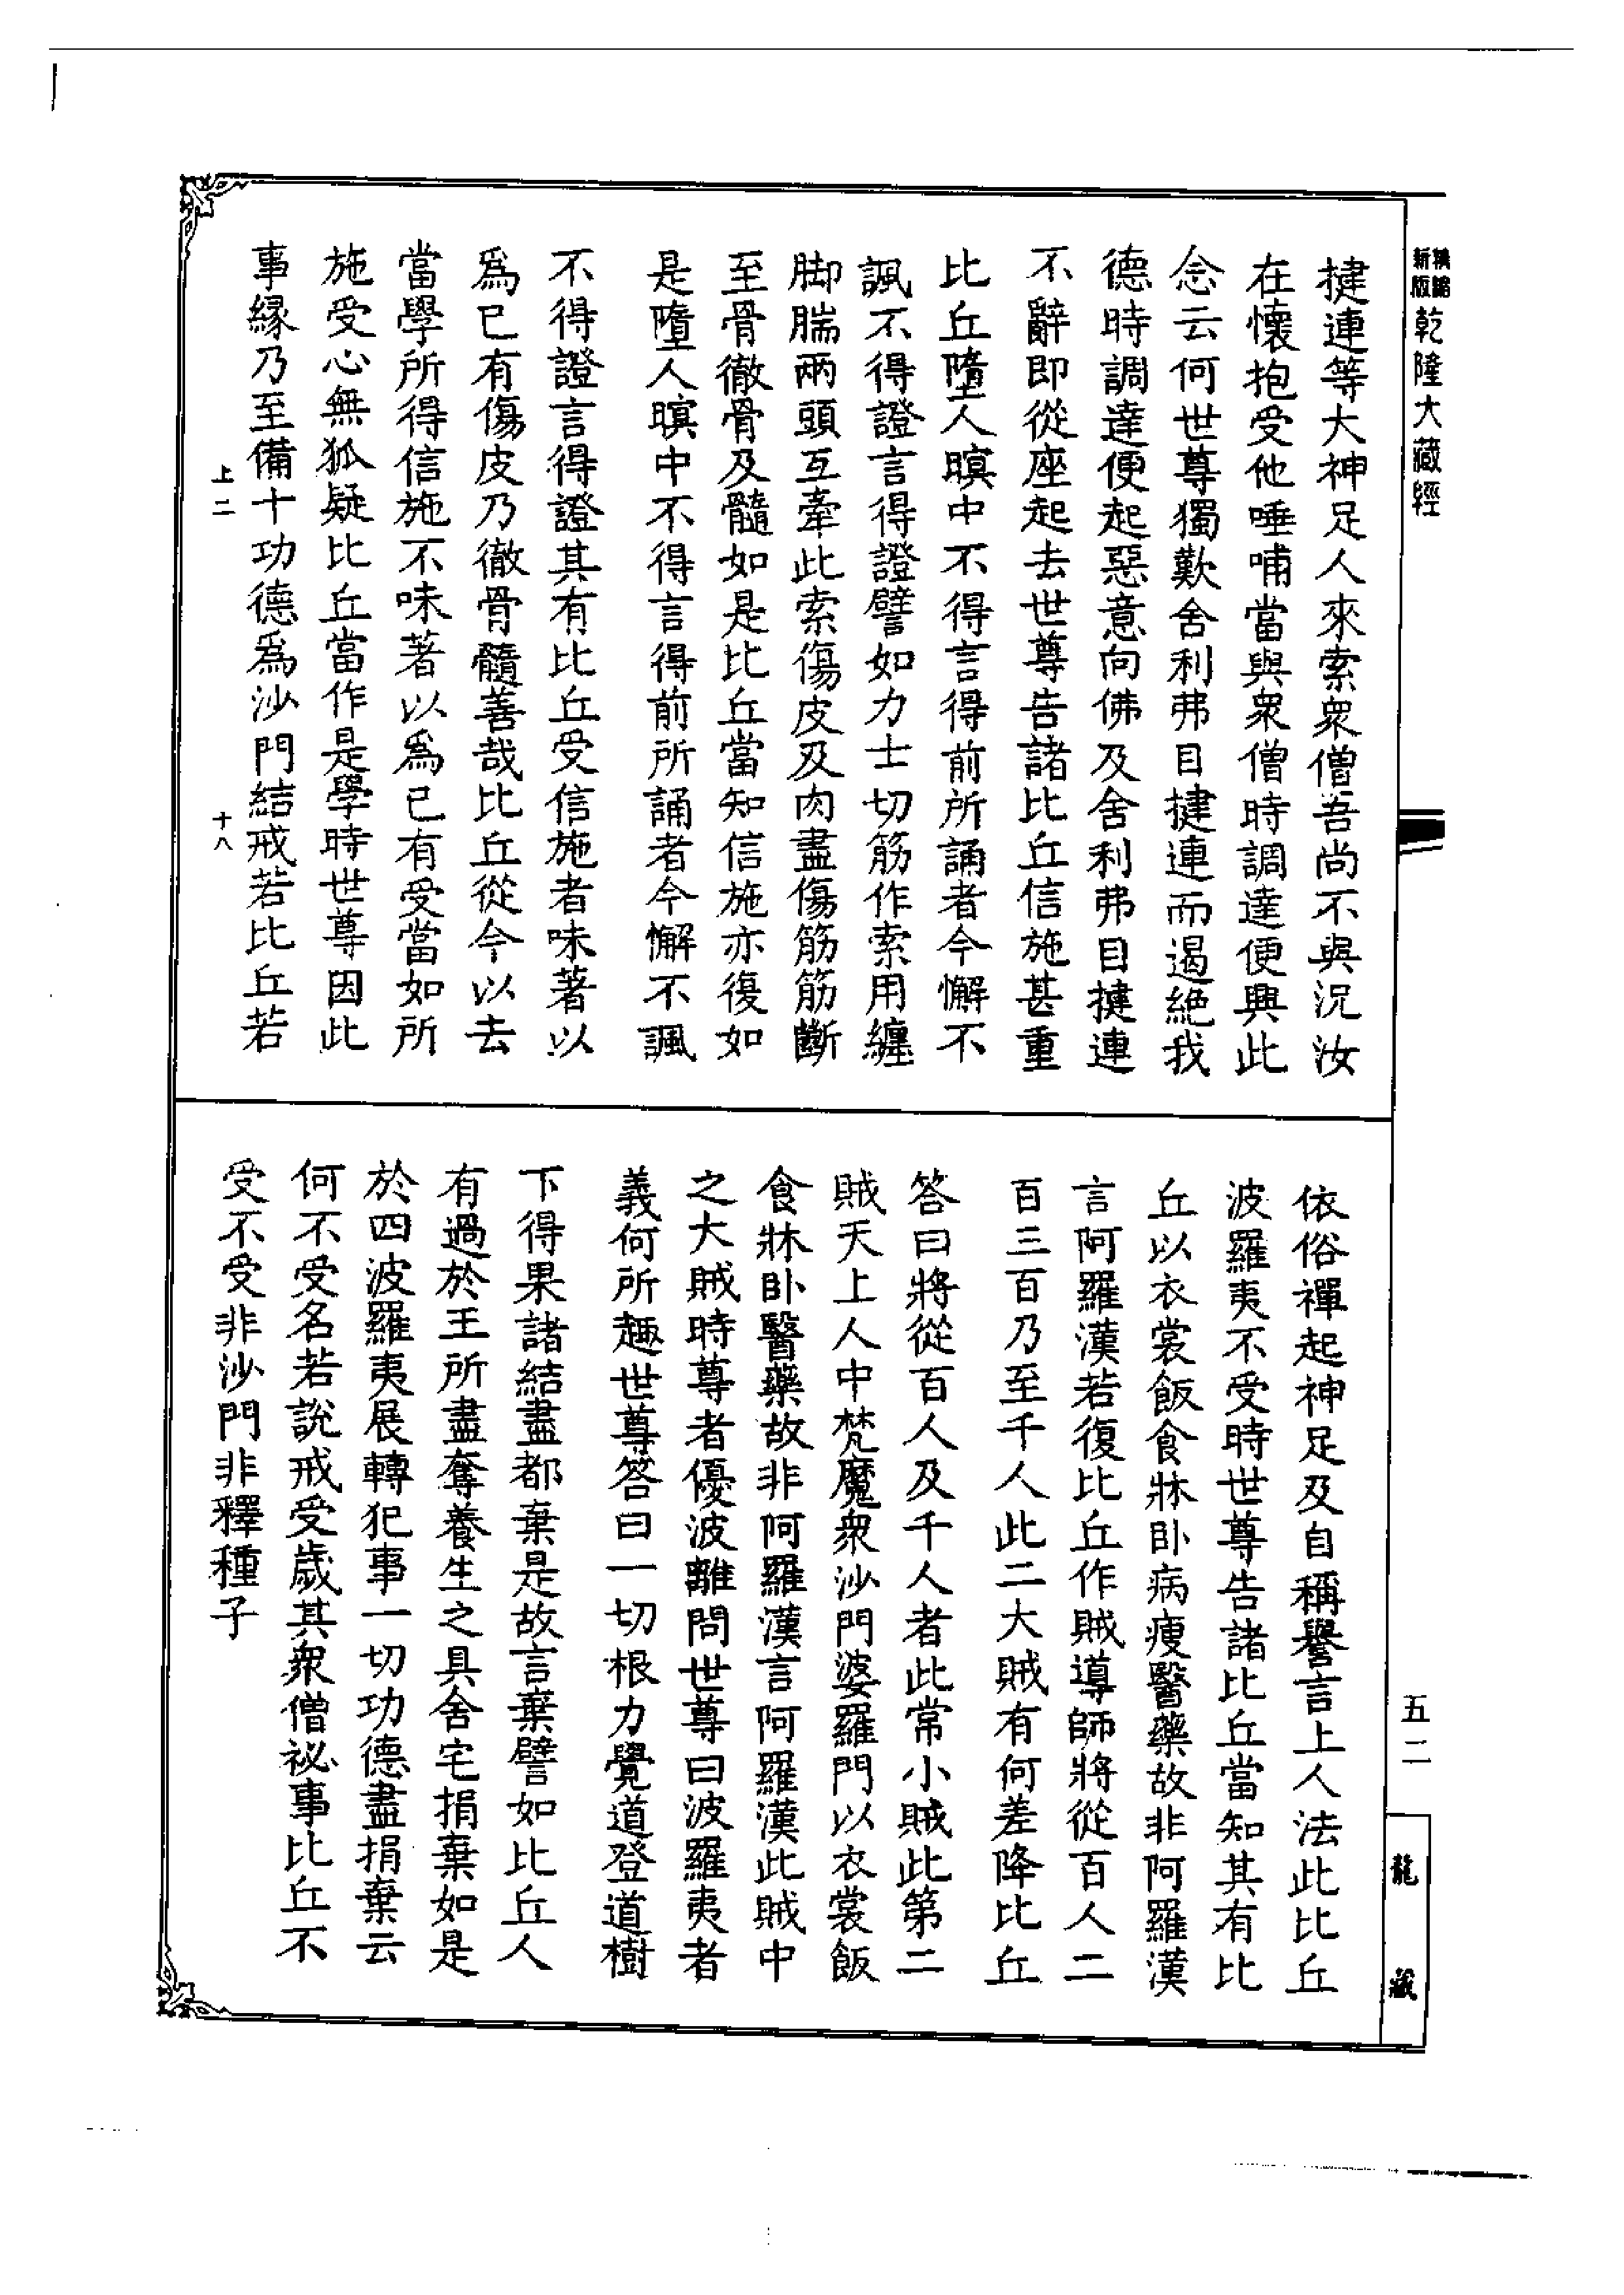 精縮
新版
乾隆大藏經
揵連等大神足人來索衆僧吾尚不與況汝
在懷抱受他唾哺當與衆僧時調達便興此
念云何世尊獨歎舍利弗目揵連而遏絕我
德時調達便起惡意向佛及舍利弗目揵連
不辭即從座起去世尊告諸比丘信施甚重
比丘墮人瞑中不得言得前所誦者今懈不
諷不得證言得證譬如力士切筋作索用纏
脚腨兩頭互牽此索傷皮及肉盡傷筋筋斷
至骨徹骨及髓如是比丘當知信施亦復如
是墮人瞑中不得言得前所誦者今懈不諷
不得證言得證其有比丘受信施者味著以
爲已有傷皮乃徹骨髓善哉比丘從今以去
當學所得信施不味著以爲已有受當如所
施受心無狐疑比丘當作是學時世尊因此
事緣乃至備十功德爲沙門結戒若比丘若
上二
十八
依俗禪起神足及自稱譽言上人法此比丘
波羅夷不受時世尊告諸比丘當知其有比
丘以衣裳飯食牀卧病瘦醫藥故非阿羅漢
言阿羅漢若復比丘作賊導師將從百人二
百三百乃至千人此二大賊有何差降比丘
答曰將從百人及千人者此常小賊此第二
賊天上人中梵魔衆沙門婆羅門以衣裳飯
食牀卧醫藥故非阿羅漢言阿羅漢此賊中
之大賊時尊者優波離問世尊曰波羅夷者
義何所趣世尊答曰一切根力覺道登道樹
下得果諸結盡都棄是故言棄譬如比丘人
有過於王所盡奪養生之具舍宅捐棄如是
於四波羅夷展轉犯事一切功德盡捐棄云
何不受名若說戒受歲其衆僧祕事比丘不
受不受非沙門非釋種子
五二
龍藏